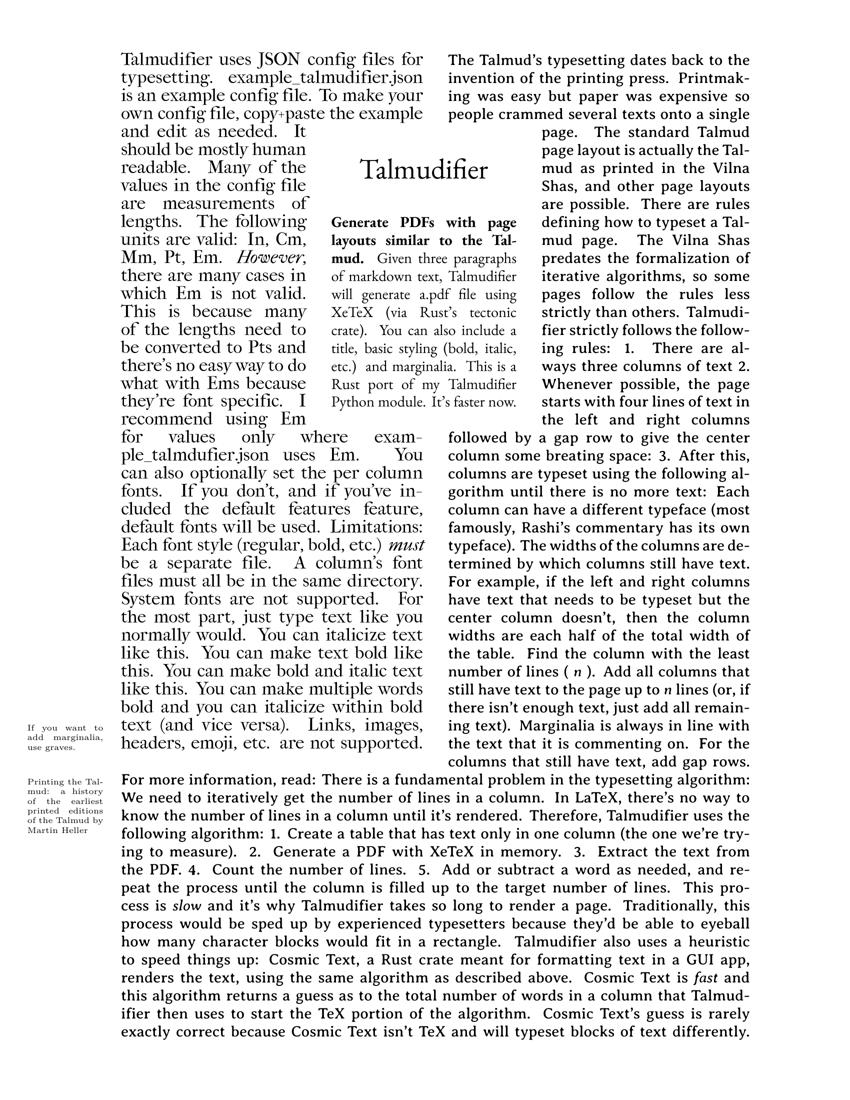 Talmudifier uses JSON config files for
typesetting. example_talmudifier.json
is an example config file. To make your
own config file, copy+paste the example
and edit as needed. It
should be mostly human
readable. Many of the
values in the config file
are measurements of
lengths. The following
units are valid: In, Cm,
Mm, Pt, Em. However,
there are many cases in
which Em is not valid.
This is because many
of the lengths need to
be converted to Pts and
there's no easy way to do
what with Ems because
they're font specific. I
recommend using Em
for values only where exam-
ple_talmdufier.json uses Em. You
can also optionally set the per column
fonts. If you don't, and if you've in-
cluded the default features feature,
default fonts will be used. Limitations:
Each font style (regular, bold, etc.) must
be a separate file. A column's font
files must all be in the same directory.
System fonts are not supported. For
the most part, just type text like you
normally would. You can italicize text
like this. You can make text bold like
this. You can make bold and italic text
like this. You can make multiple words
bold and you can italicize within bold
text (and vice versa). Links, images,
headers, emoji, etc. are not supported.
Talmudifier
Generate PDFs with page
layouts similar to the Tal-
mud. Given three paragraphs
of markdown text, Talmudifier
will generate a.pdf file using
XeTeX (via Rust's tectonic
crate). You can also include a
title, basic styling (bold, italic,
etc.) and marginalia. This is a
Rust port of my Talmudifier
Python module. It's faster now.
The Talmud's typesetting dates back to the
invention of the printing press. Printmak-
ing was easy but paper was expensive so
people crammed several texts onto a single
page. The standard Talmud
page layout is actually the Tal-
mud as printed in the Vilna
Shas, and other page layouts
are possible. There are rules
defining how to typeset a Tal-
mud page. The Vilna Shas
predates the formalization of
iterative algorithms, so some
pages follow the rules less
strictly than others. Talmudi-
fier strictly follows the follow-
ing rules: 1. There are al-
ways three columns of text 2.
Whenever possible, the page
starts with four lines of text in
the left and right columns
followed by a gap row to give the center
column some breating space: 3. After this,
columns are typeset using the following al-
gorithm until there is no more text: Each
column can have a different typeface (most
famously, Rashi's commentary has its own
typeface). The widths of the columns are de-
termined by which columns still have text.
For example, if the left and right columns
have text that needs to be typeset but the
center column doesn't, then the column
widths are each half of the total width of
the table. Find the column with the least
number of lines ( n ). Add all columns that
still have text to the page up to n lines (or, if
there isn't enough text, just add all remain-
ing text). Marginalia is always in line with
the text that it is commenting on. For the
columns that still have text, add gap rows.
For more information, read: There is a fundamental problem in the typesetting algorithm:
We need to iteratively get the number of lines in a column. In LaTeX, there's no way to
know the number of lines in a column until it's rendered. Therefore, Talmudifier uses the
following algorithm: 1. Create a table that has text only in one column (the one we're try-
ing to measure). 2. Generate a PDF with XeTeX in memory. 3. Extract the text from
the PDF. 4. Count the number of lines. 5. Add or subtract a word as needed, and re-
peat the process until the column is filled up to the target number of lines. This pro-
cess is slow and it's why Talmudifier takes so long to render a page. Traditionally, this
process would be sped up by experienced typesetters because they'd be able to eyeball
how many character blocks would fit in a rectangle. Talmudifier also uses a heuristic
to speed things up: Cosmic Text, a Rust crate meant for formatting text in a GUI app,
renders the text, using the same algorithm as described above. Cosmic Text is fast and
this algorithm returns a guess as to the total number of words in a column that Talmud-
ifier then uses to start the TeX portion of the algorithm. Cosmic Text's guess is rarely
exactly correct because Cosmic Text isn't TeX and will typeset blocks of text differently.
If you want to
add marginalia,
use graves.
Printing the Tal-
mud: a history
of the earliest
printed editions
of the Talmud by
Martin Heller